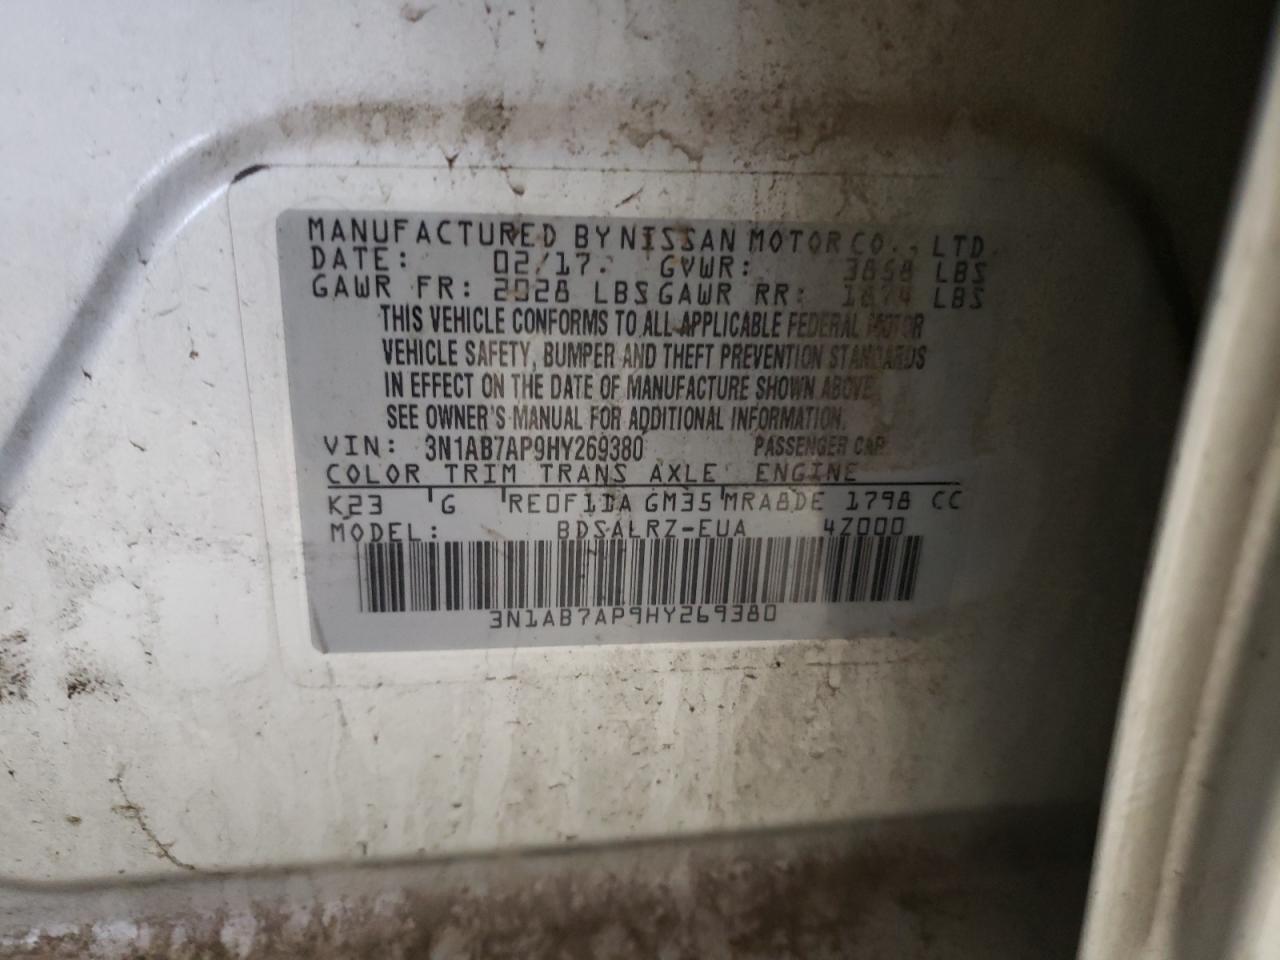 MANUFACTURED BY NISSAN MOTOR CO., LTD.
DATE: 02/17. GVWR: 3858 LBS
GAWR FR: 2028 LBS GAWR RR: 1874 LBS
THIS VEHICLE CONFORMS TO ALL APPLICABLE FEDERAL MOTOR
VEHICLE SAFETY, BUMPER AND THEFT PREVENTION STANDARDS
IN EFFECT ON THE DATE OF MANUFACTURE SHOWN ABOVE.
SEE OWNER'S MANUAL FOR ADDITIONAL INFORMATION.
VIN: 3N1AB7AP9HY269380 PASSENGER CAR
COLOR TRIM TRANS AXLE ENGINE
K23 G RE0F11A GM35 MRA8DE 1798 CC
MODEL: BDSALRZ-EUA 4Z000
3N1AB7AP9HY269380